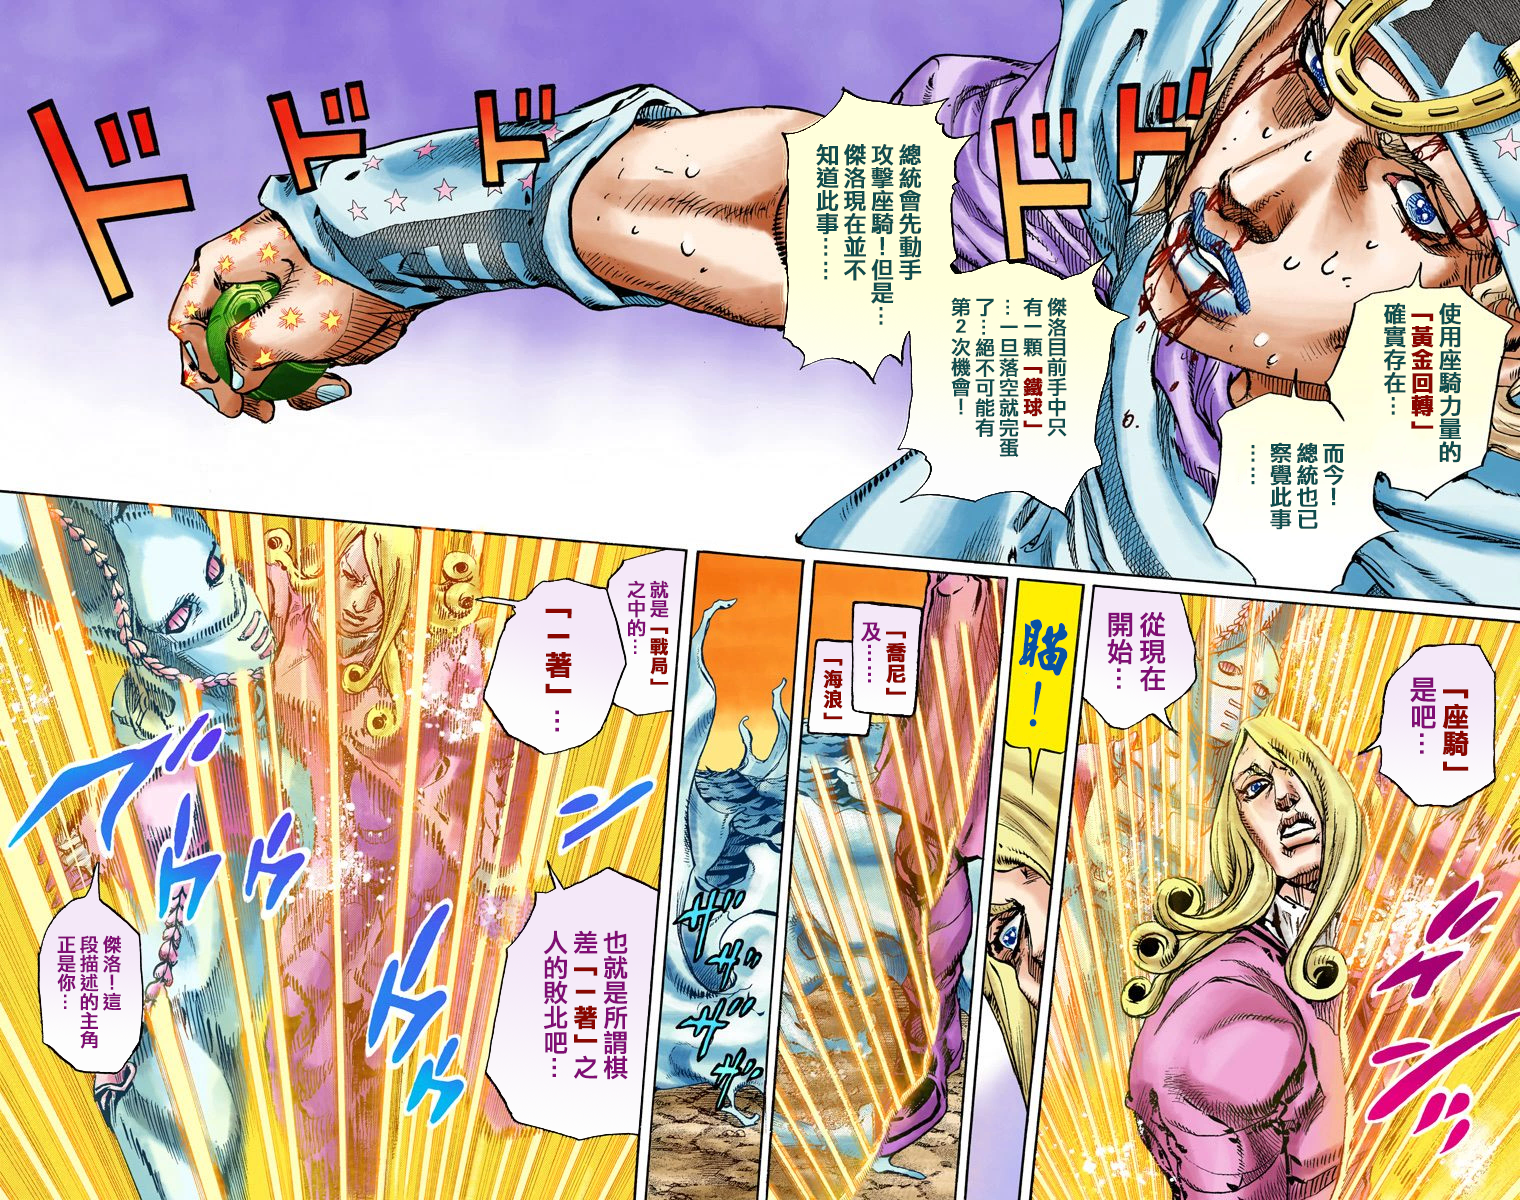 使用座騎力量的
「黃金回轉」
確實存在…
而今！
總統也已
察覺此事
……
傑洛目前手中只
有一顆「鐵球」
…一旦落空就完蛋
了…絕不可能有
第2次機會！
總統會先動手
攻擊座騎！但是…
傑洛現在並不
知道此事……
ドドドドド
「座騎」
是吧…
從現在
開始…
瞄！
「喬尼」
及……
「海浪」
ザザザザザ
就是「戰局」
之中的…
「一著」…
也就是所謂棋
差「一著」之
人的敗北吧…
傑洛！這
段描述的主角
正是你…